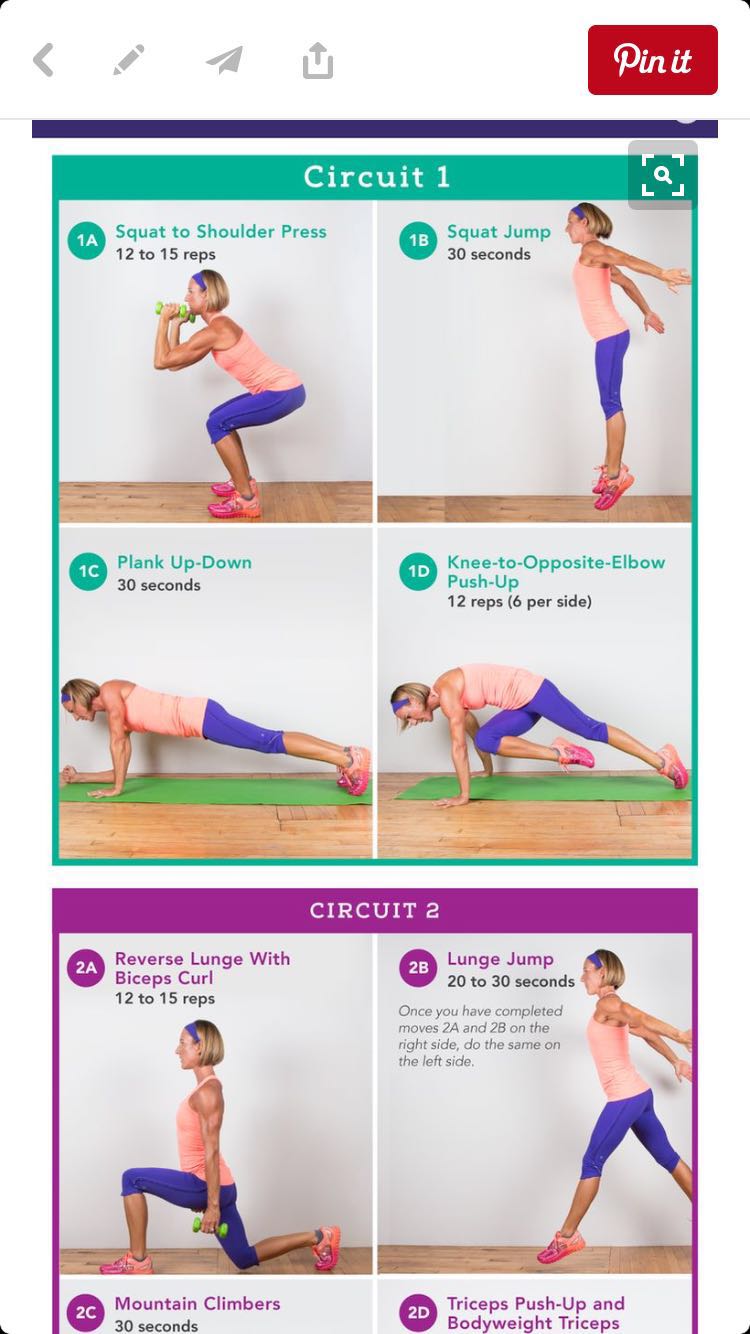 Pin it
Circuit 1
1A
Squat to Shoulder Press
12 to 15 reps
1B
Squat Jump
30 seconds
1C
Plank Up-Down
30 seconds
1D
Knee-to-Opposite-Elbow
Push-Up
12 reps (6 per side)
CIRCUIT 2
2A
Reverse Lunge With
Biceps Curl
12 to 15 reps
2B
Lunge Jump
20 to 30 seconds
Once you have completed
moves 2A and 2B on the
right side, do the same on
the left side.
2C
Mountain Climbers
30 seconds
2D
Triceps Push-Up and
Bodyweight Triceps